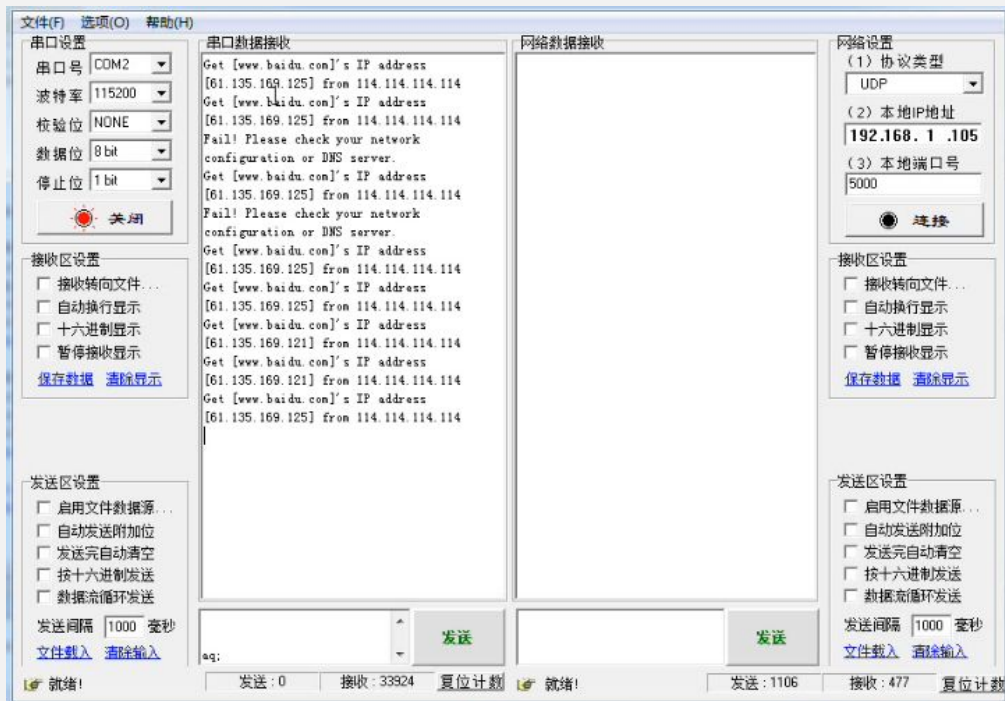 文件(F) 选项(O) 帮助(H)
串口设置
串口号 COM2
波特率 115200
校验位 NONE
数据位 8 bit
停止位 1 bit
关闭
接收区设置
接收转向文件...
自动换行显示
十六进制显示
暂停接收显示
保存数据 清除显示
发送区设置
启用文件数据源...
自动发送附加位
发送完自动清空
按十六进制发送
数据流循环发送
发送间隔 1000 毫秒
文件载入 清除输入
串口数据接收
Get [www.baidu.com]'s IP address
[61.135.169.125] from 114.114.114.114
Get [www.baidu.com]'s IP address
[61.135.169.125] from 114.114.114.114
Fail! Please check your network
configuration or DNS server.
Get [www.baidu.com]'s IP address
[61.135.169.125] from 114.114.114.114
Fail! Please check your network
configuration or DNS server.
Get [www.baidu.com]'s IP address
[61.135.169.125] from 114.114.114.114
Get [www.baidu.com]'s IP address
[61.135.169.125] from 114.114.114.114
Get [www.baidu.com]'s IP address
[61.135.169.121] from 114.114.114.114
Get [www.baidu.com]'s IP address
[61.135.169.121] from 114.114.114.114
Get [www.baidu.com]'s IP address
[61.135.169.125] from 114.114.114.114
aq;
发送
网络数据接收
发送
网络设置
(1) 协议类型
UDP
(2) 本地IP地址
192.168. 1 .105
(3) 本地端口号
5000
连接
接收区设置
接收转向文件...
自动换行显示
十六进制显示
暂停接收显示
保存数据 清除显示
发送区设置
启用文件数据源...
自动发送附加位
发送完自动清空
按十六进制发送
数据流循环发送
发送间隔 1000 毫秒
文件载入 清除输入
就绪! 发送:0 接收:33924 复位计数
就绪! 发送:1106 接收:477 复位计数